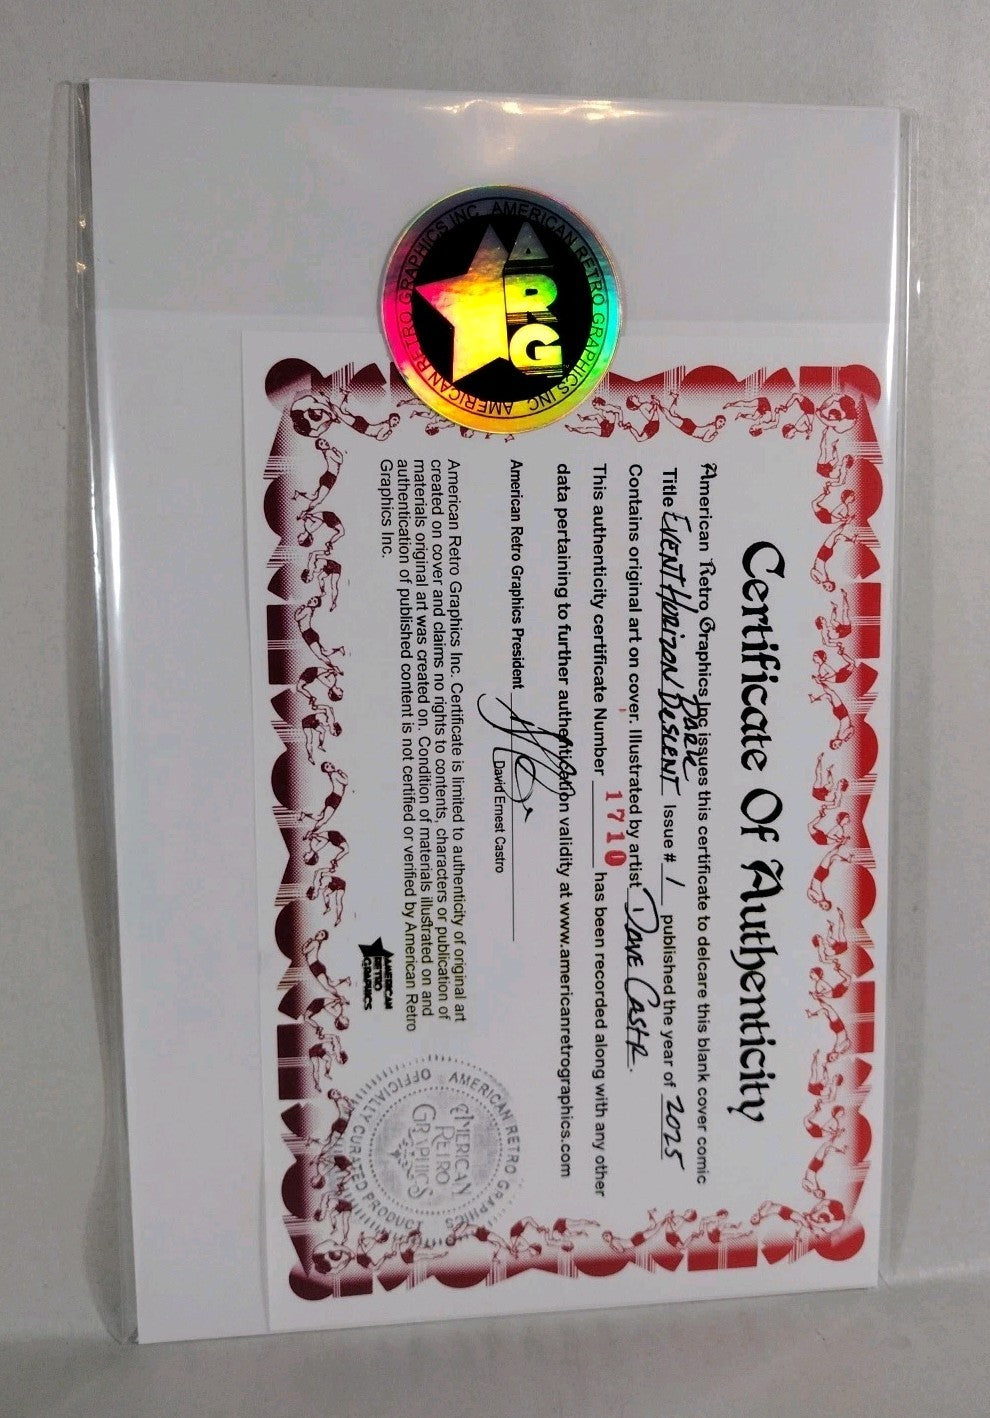 Certificate Of Authenticity
American Retro Graphics Inc issues this certificate to delcare this blank cover comic
DARK
Title EVENT HORIZON DESCENT Issue # 1 published the year of 2025
Contains original art on cover. Illustrated by artist DAVE CASTR.
This authenticity certificate Number 1710 has been recorded along with any other
data pertaining to further authentication validity at www.americanretrographics.com
American Retro Graphics President
David Ernest Castro
American Retro Graphics Inc. Certificate is limited to authenticity of original art
created on cover and claims no rights to contents, characters or publication of
materials original art was created on. Condition of materials illustrated on and
authentication of published content is not certified or verified by American Retro
Graphics Inc.
AMERICAN
RETRO
GRAPHICS
AMERICAN RETRO GRAPHICS
OFFICIALLY CURATED PRODUCT
AMERICAN
RETRO
GRAPHICS
AMERICAN RETRO GRAPHICS INC.
AMERICAN RETRO GRAPHICS INC.
ARG